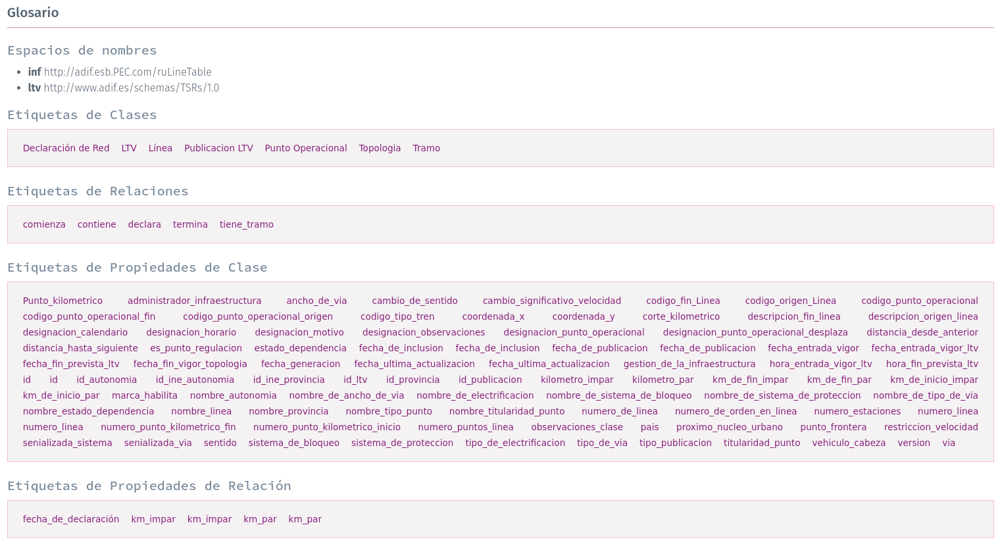 Glosario
Espacios de nombres
• inf http://adif.esb.PEC.com/ruLineTable
• ltv http://www.adif.es/schemas/TSRs/1.0
Etiquetas de Clases
Declaración de Red LTV Línea Publicacion LTV Punto Operacional Topologia Tramo
Etiquetas de Relaciones
comienza contiene declara termina tiene_tramo
Etiquetas de Propiedades de Clase
Punto_kilometrico administrador_infraestructura ancho_de_via cambio_de_sentido cambio_significativo_velocidad codigo_fin_Linea codigo_origen_Linea codigo_punto_operacional
codigo_punto_operacional_fin codigo_punto_operacional_origen codigo_tipo_tren coordenada_x coordenada_y corte_kilometrico descripcion_fin_linea descripcion_origen_linea
designacion_calendario designacion_horario designacion_motivo designacion_observaciones designacion_punto_operacional designacion_punto_operacional_desplaza distancia_desde_anterior
distancia_hasta_siguiente es_punto_regulacion estado_dependencia fecha_de_inclusion fecha_de_inclusion fecha_de_publicacion fecha_de_publicacion fecha_entrada_vigor fecha_entrada_vigor_ltv
fecha_fin_prevista_ltv fecha_fin_vigor_topologia fecha_generacion fecha_ultima_actualizacion fecha_ultima_actualizacion gestion_de_la_infraestructura hora_entrada_vigor_ltv hora_fin_prevista_ltv
id id id_autonomia id_ine_autonomia id_ine_provincia id_ltv id_provincia id_publicacion kilometro_impar kilometro_par km_de_fin_impar km_de_fin_par km_de_inicio_impar
km_de_inicio_par marca_habilita nombre_autonomia nombre_de_ancho_de_via nombre_de_electrificacion nombre_de_sistema_de_bloqueo nombre_de_sistema_de_proteccion nombre_de_tipo_de_via
nombre_estado_dependencia nombre_linea nombre_provincia nombre_tipo_punto nombre_titularidad_punto numero_de_linea numero_de_orden_en_linea numero_estaciones numero_linea
numero_linea numero_punto_kilometrico_fin numero_punto_kilometrico_inicio numero_puntos_linea observaciones_clase pais proximo_nucleo_urbano punto_frontera restriccion_velocidad
senializada_sistema senializada_via sentido sistema_de_bloqueo sistema_de_proteccion tipo_de_electrificacion tipo_de_via tipo_publicacion titularidad_punto vehiculo_cabeza version via
Etiquetas de Propiedades de Relación
fecha_de_declaración km_impar km_impar km_par km_par